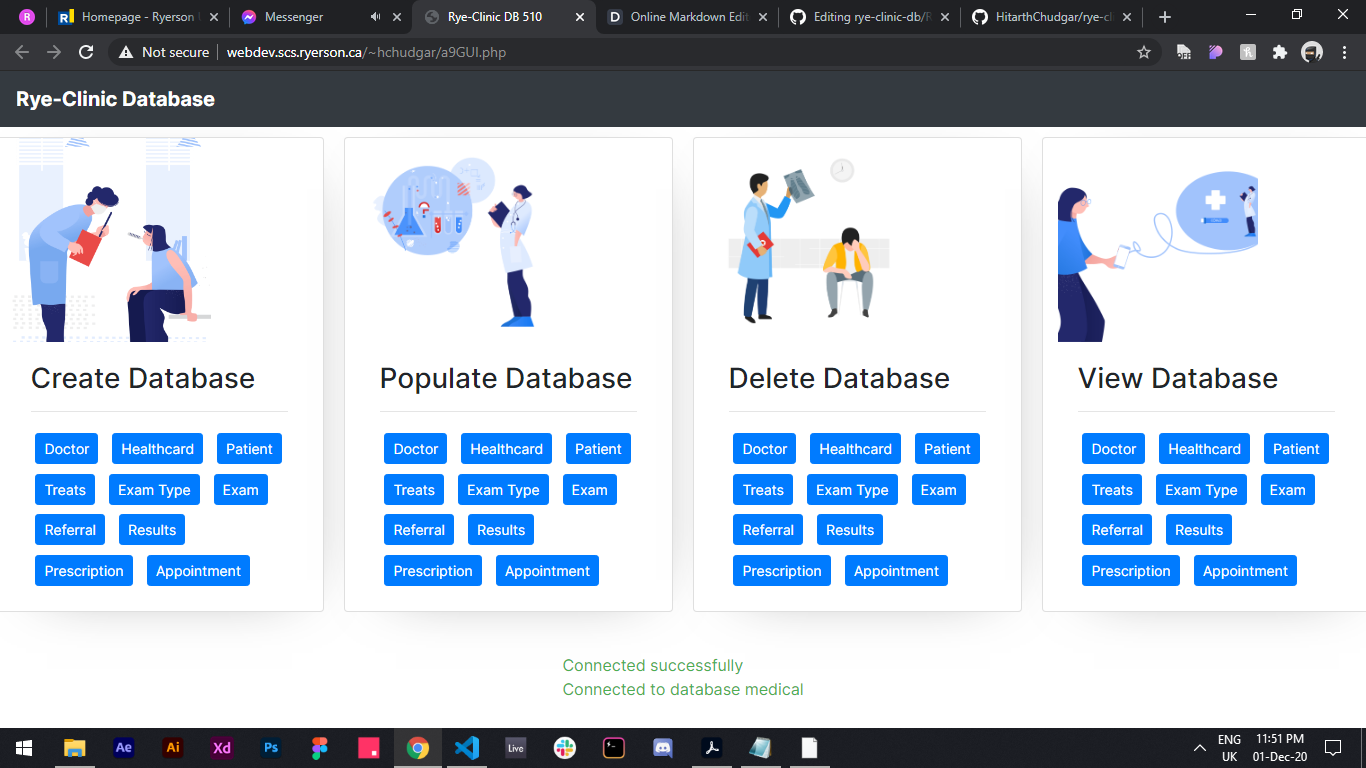 Homepage - Ryerson
Messenger
Rye-Clinic DB 510
Online Markdown Edit
Editing rye-clinic-db/R
HitarthChudgar/rye-cl
Not secure
webdev.scs.ryerson.ca/~hchudgar/a9GUI.php
OFF
Rye-Clinic Database
Create Database
Doctor Healthcard Patient
Treats Exam Type Exam
Referral Results
Prescription Appointment
Populate Database
Doctor Healthcard Patient
Treats Exam Type Exam
Referral Results
Prescription Appointment
Delete Database
Doctor Healthcard Patient
Treats Exam Type Exam
Referral Results
Prescription Appointment
View Database
Doctor Healthcard Patient
Treats Exam Type Exam
Referral Results
Prescription Appointment
Connected successfully
Connected to database medical
Ae
Ai
Xd
Ps
Live
ENG
UK
11:51 PM
01-Dec-20